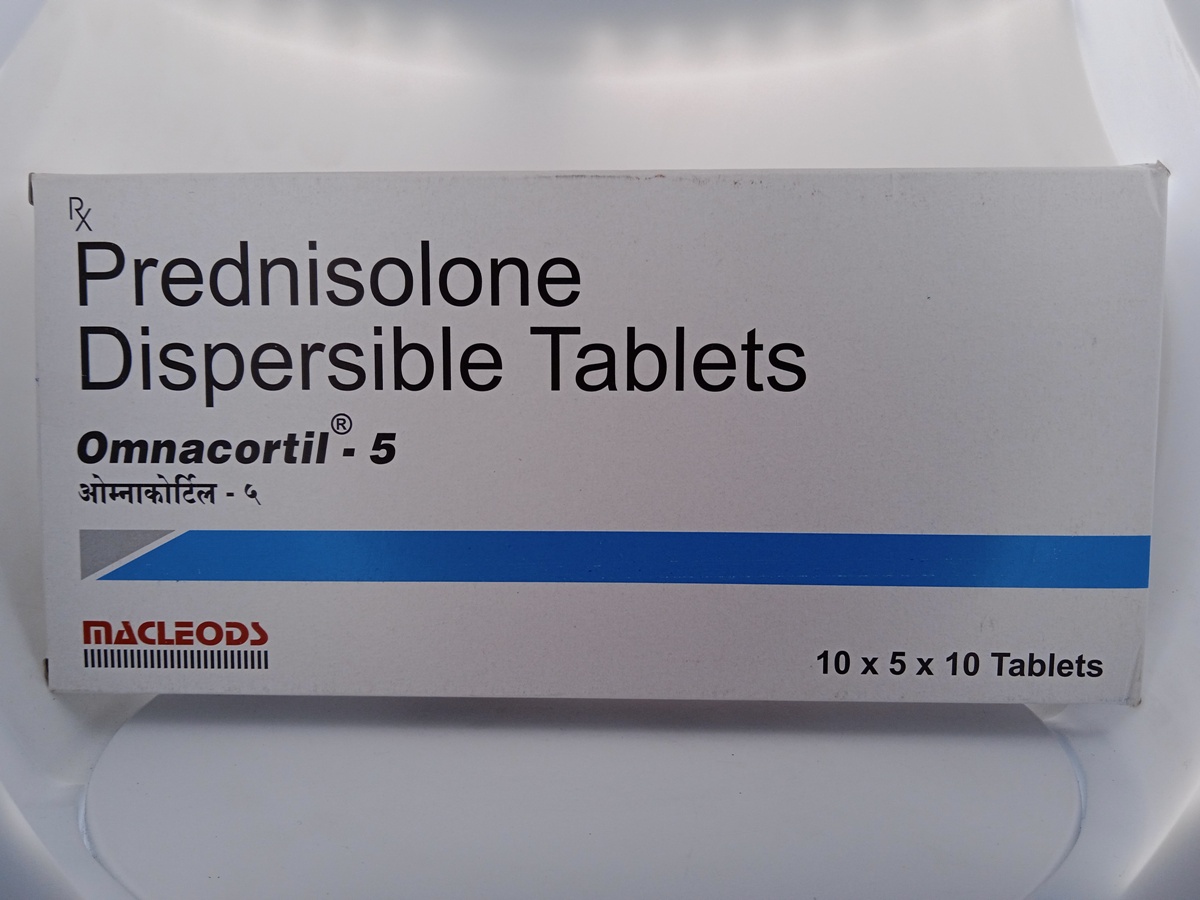 Rx
Prednisolone
Dispersible Tablets
Omnacortil® - 5
ओम्नाकोर्टिल - ५
MACLEODS
10 x 5 x 10 Tablets